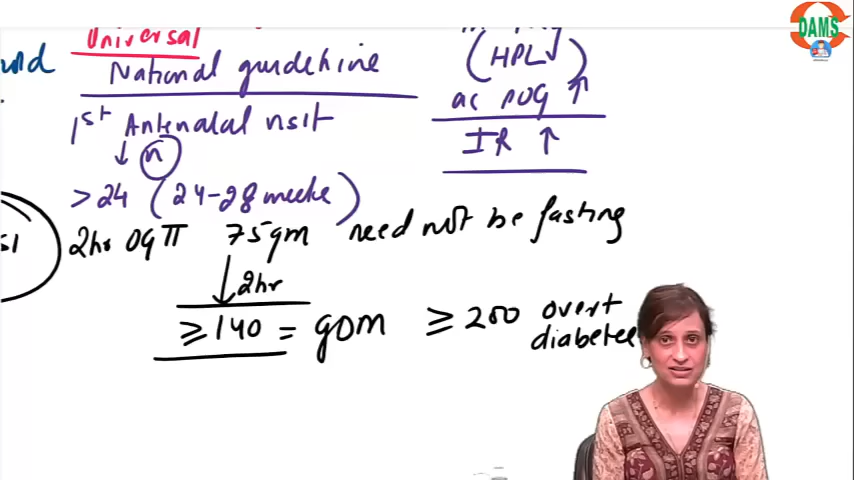 Universal
National guideline
1st Antenatal visit
n
>24 (24-28 weeks)
2hr OGTT 75gm need not be fasting
2hr
≥140 = GDM ≥200 overt
diabetes
(HPL↓)
as POG ↑
IR ↑
DAMS